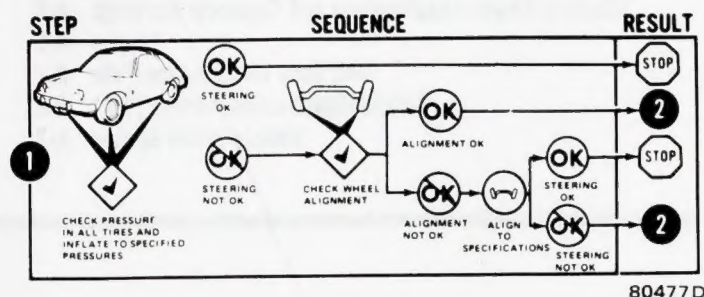 STEP
SEQUENCE
RESULT
1
CHECK PRESSURE
IN ALL TIRES AND
INFLATE TO SPECIFIED
PRESSURES
OK
STEERING
OK
STOP
OK
STEERING
NOT OK
CHECK WHEEL
ALIGNMENT
OK
ALIGNMENT OK
2
OK
ALIGNMENT
NOT OK
ALIGN
TO
SPECIFICATIONS
OK
STEERING
OK
STOP
OK
STEERING
NOT OK
2
80477D